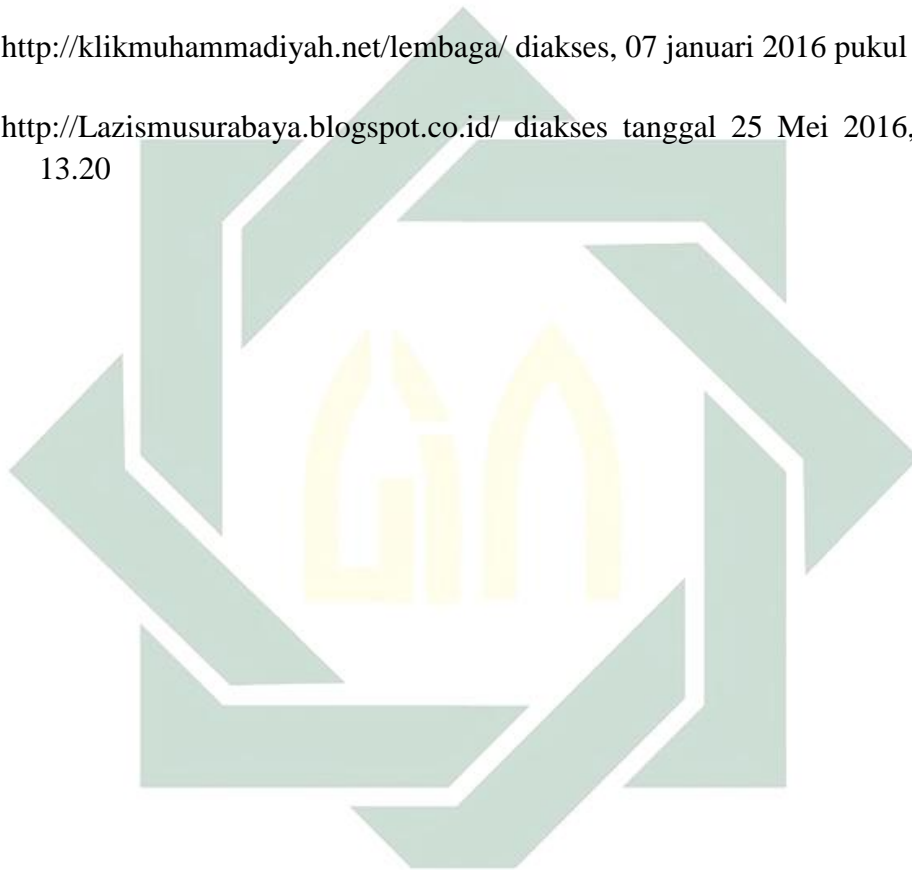 http://klikmuhammadiyah.net/lembaga/ diakses, 07 januari 2016 pukul
http://Lazismusurabaya.blogspot.co.id/ diakses tanggal 25 Mei 2016,
13.20